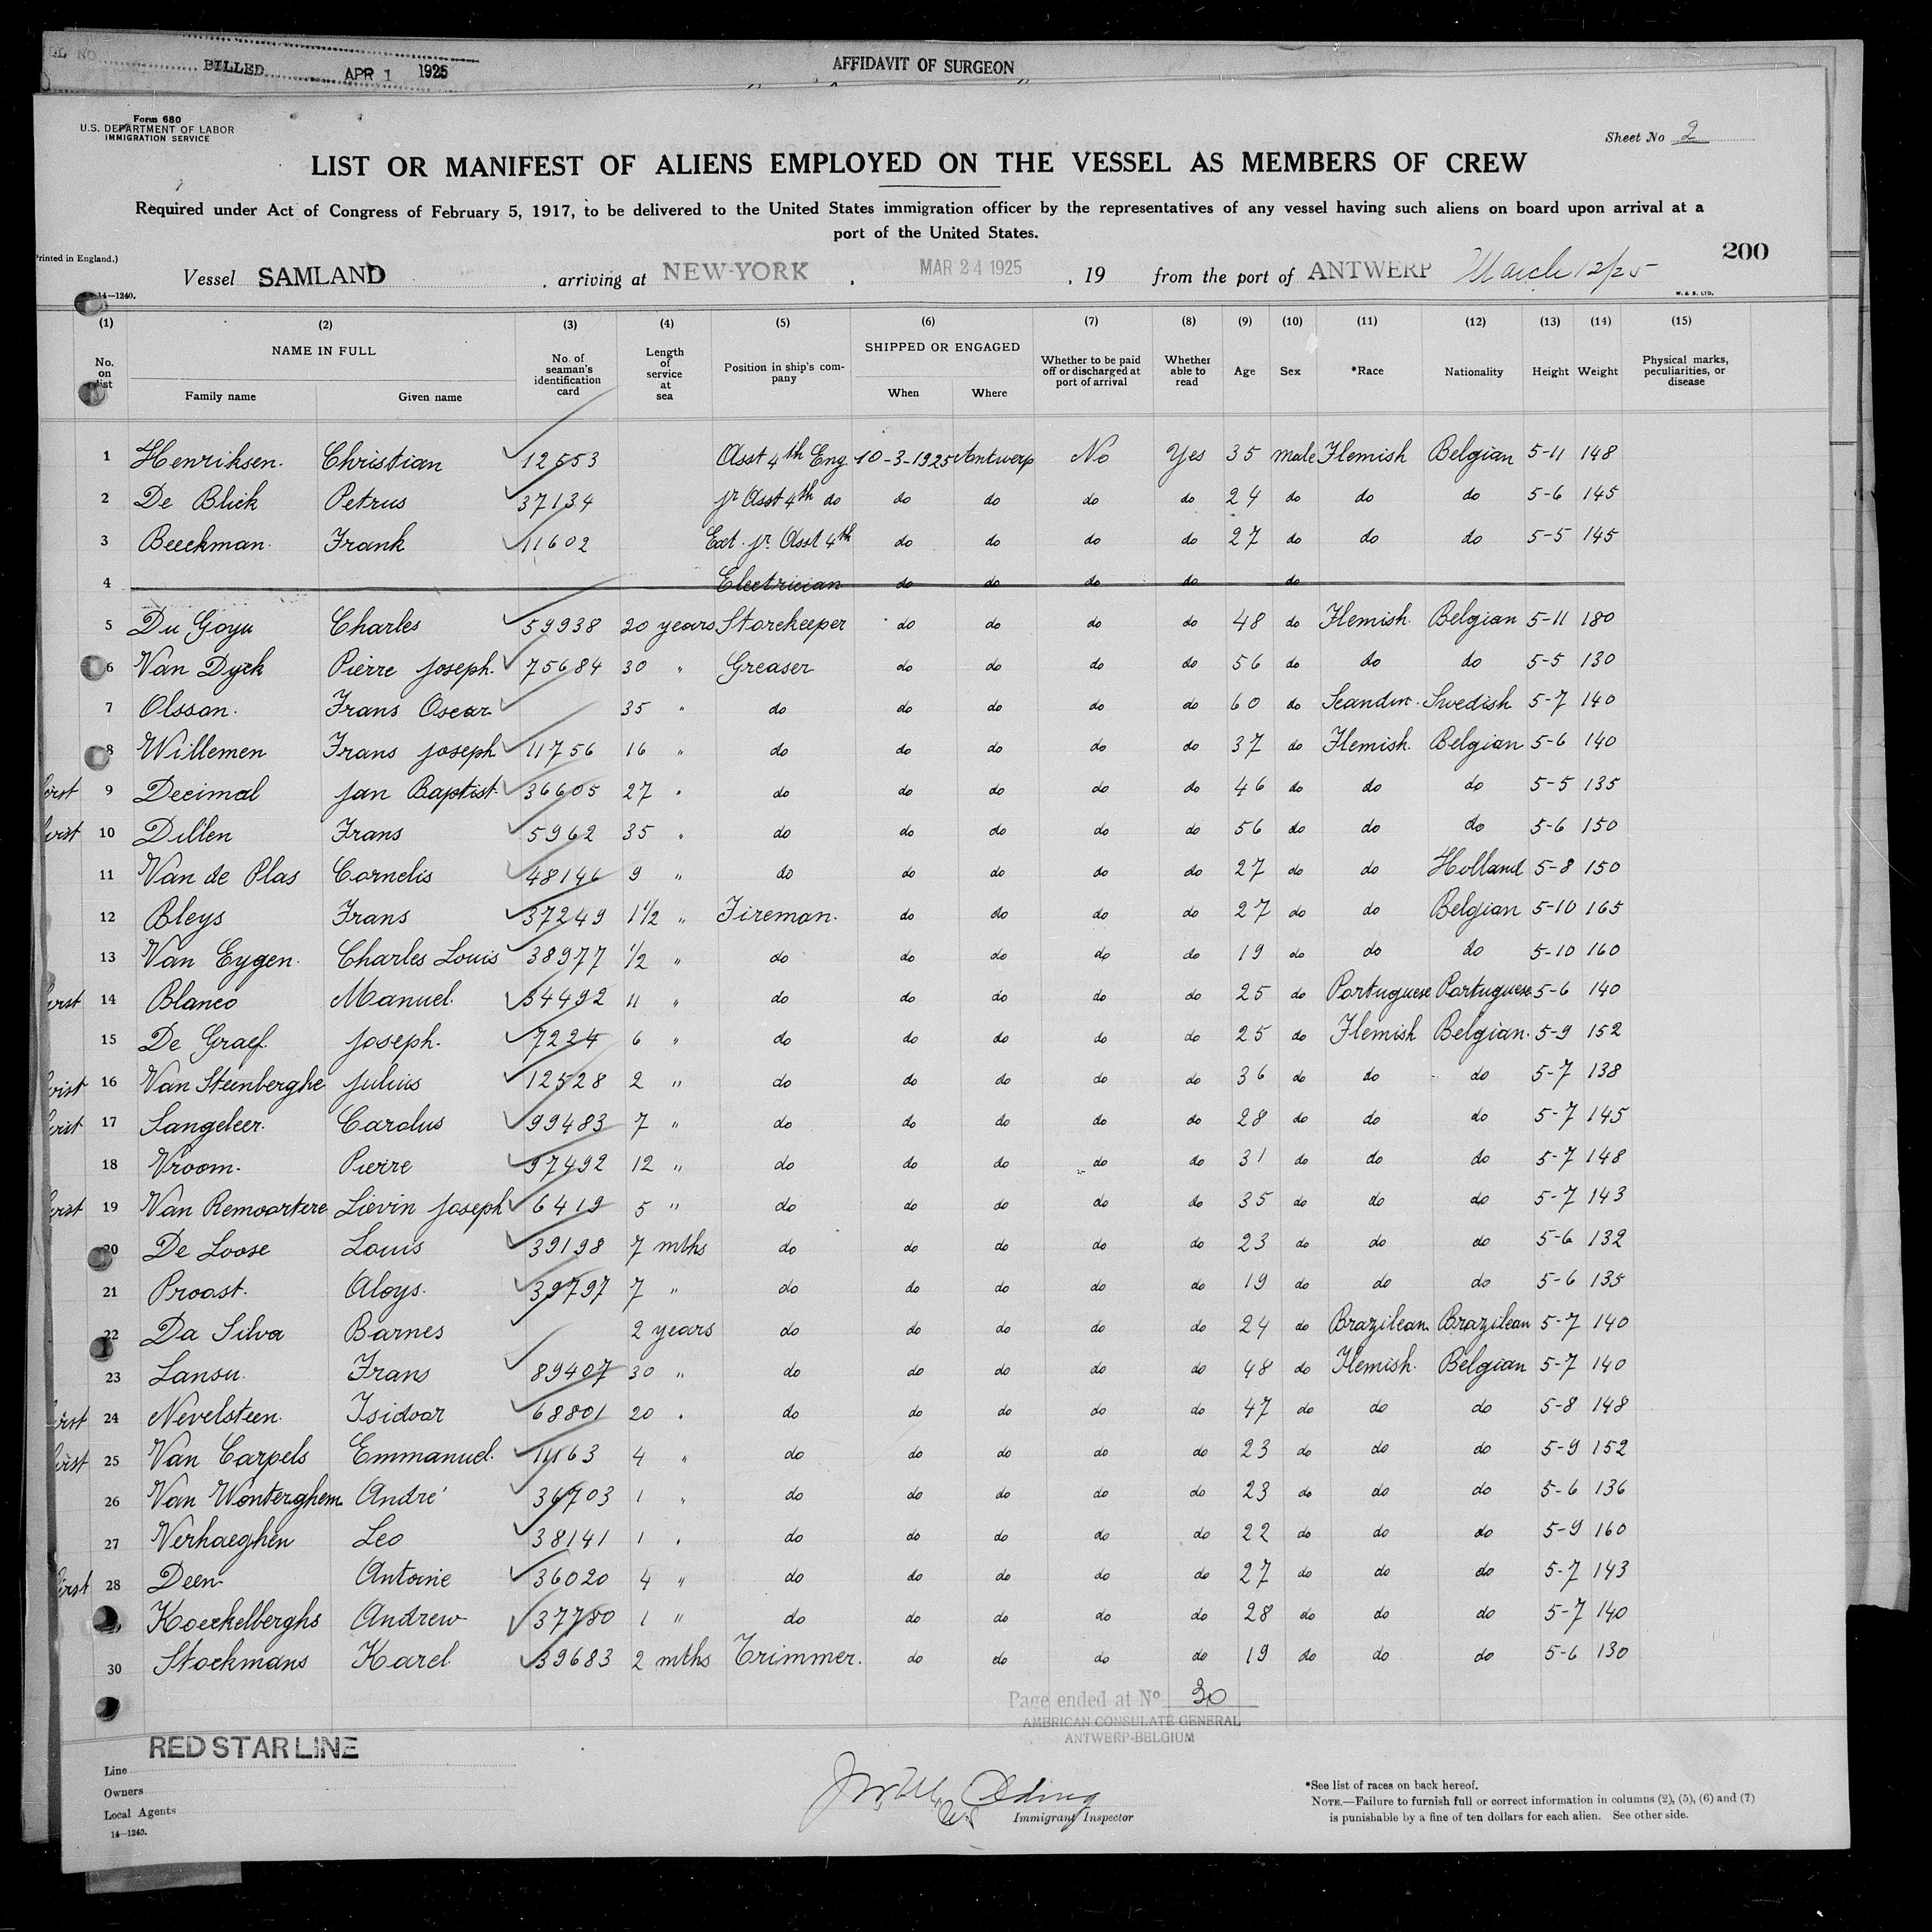 BILLED APR 1 1925
AFFIDAVIT OF SURGEON
Form 680
U.S. DEPARTMENT OF LABOR
IMMIGRATION SERVICE
Sheet No 2
LIST OR MANIFEST OF ALIENS EMPLOYED ON THE VESSEL AS MEMBERS OF CREW
Required under Act of Congress of February 5, 1917, to be delivered to the United States immigration officer by the representatives of any vessel having such aliens on board upon arrival at a
port of the United States.
200
Printed in England.)
Vessel SAMLAND, arriving at NEW-YORK, MAR 24 1925, 19 from the port of ANTWERP March 12/25
14—1240.
W. & S. LTD.
(1) (2) (3) (4) (5) (6) (7) (8) (9) (10) (11) (12) (13) (14) (15)
No. on list NAME IN FULL Family name Given name No. of seaman's identification card Length of service at sea Position in ship's company SHIPPED OR ENGAGED When Where Whether to be paid off or discharged at port of arrival Whether able to read Age Sex *Race Nationality Height Weight Physical marks, peculiarities, or disease
1 Henriksen. Christian 12553 Asst 4th Eng. 10-3-1925 Antwerp No Yes 35 male Flemish Belgian 5-11 148
2 De Blick Petrus 37134 jr Asst 4th do do do do do 24 do do do 5-6 145
3 Beeckman. Frank 11602 Ext. jr. Asst 4th do do do do 27 do do do 5-5 145
4 Electrician do do do do do
5 Du Goyu Charles 59938 20 years Storekeeper do do do do 48 do Flemish. Belgian 5-11 180
6 Van Dyck Pierre Joseph. 75684 30 " Greaser do do do do 56 do do do 5-5 130
7 Olsson. Frans Oscar 35 " do do do do do 60 do Scandin. Swedish 5-7 140
8 Willemen Frans Joseph 11756 16 " do do do do do 37 do Flemish. Belgian 5-6 140
9 Decimal Jan Baptist. 36605 27 " do do do do do 46 do do do 5-5 135
10 Dillen Frans 5962 35 " do do do do do 56 do do do 5-6 150
11 Van de Plas Cornelis 48146 9 " do do do do do 27 do do Holland 5-8 150
12 Bleys Frans 37249 1 1/2 " Fireman. do do do do 27 do do Belgian 5-10 165
13 Van Eygen. Charles Louis 38977 1/2 " do do do do do 19 do do do 5-10 160
14 Blanco Manuel. 34492 11 " do do do do do 25 do Portuguese Portuguese 5-6 140
15 De Graef. Joseph. 7224 6 " do do do do do 25 do Flemish Belgian. 5-9 152
16 Van Steinberghe Julius 12528 2 " do do do do do 36 do do do 5-7 138
17 Sangeleer. Carolus 99483 7 " do do do do do 28 do do do 5-7 145
18 Vroom. Pierre 97492 12 " do do do do do 31 do do do 5-7 148
19 Van Remoortere Lievin Joseph 6419 5 " do do do do do 35 do do do 5-7 143
20 De Loose Louis 39198 7 mths do do do do do 23 do do do 5-6 132
21 Proost. Aloys. 39797 7 " do do do do do 19 do do do 5-6 135
22 Da Silva Barnes 2 years do do do do do 24 do Brazilean Brazilean 5-7 140
23 Lansu. Frans 89407 30 " do do do do do 48 do Flemish. Belgian 5-7 140
24 Nevelsteen. Isidoor 68801 20 " do do do do do 47 do do do 5-8 148
25 Van Carpels Emmanuel. 4 " do do do do do 23 do do do 5-9 152
26 Van Wonterghem André 36703 1 " do do do do do 23 do do do 5-6 136
27 Verhaeghen Leo 38141 1 " do do do do do 22 do do do 5-9 160
28 Deen Antoine 36020 4 " do do do do do 27 do do do 5-7 143
Koeckelberghs Andrew 37780 1 " do do do do do 28 do do do 5-7 140
30 Stockmans Karel. 39683 2 mths Trimmer. do do do do 19 do do do 5-6 130
Page ended at No 30
AMERICAN CONSULATE GENERAL
ANTWERP-BELGIUM
RED STAR LINE
Line
Owners
Local Agents
14—1240.
Immigrant Inspector
*See list of races on back hereof.
NOTE.—Failure to furnish full or correct information in columns (2), (5), (6) and (7)
is punishable by a fine of ten dollars for each alien. See other side.